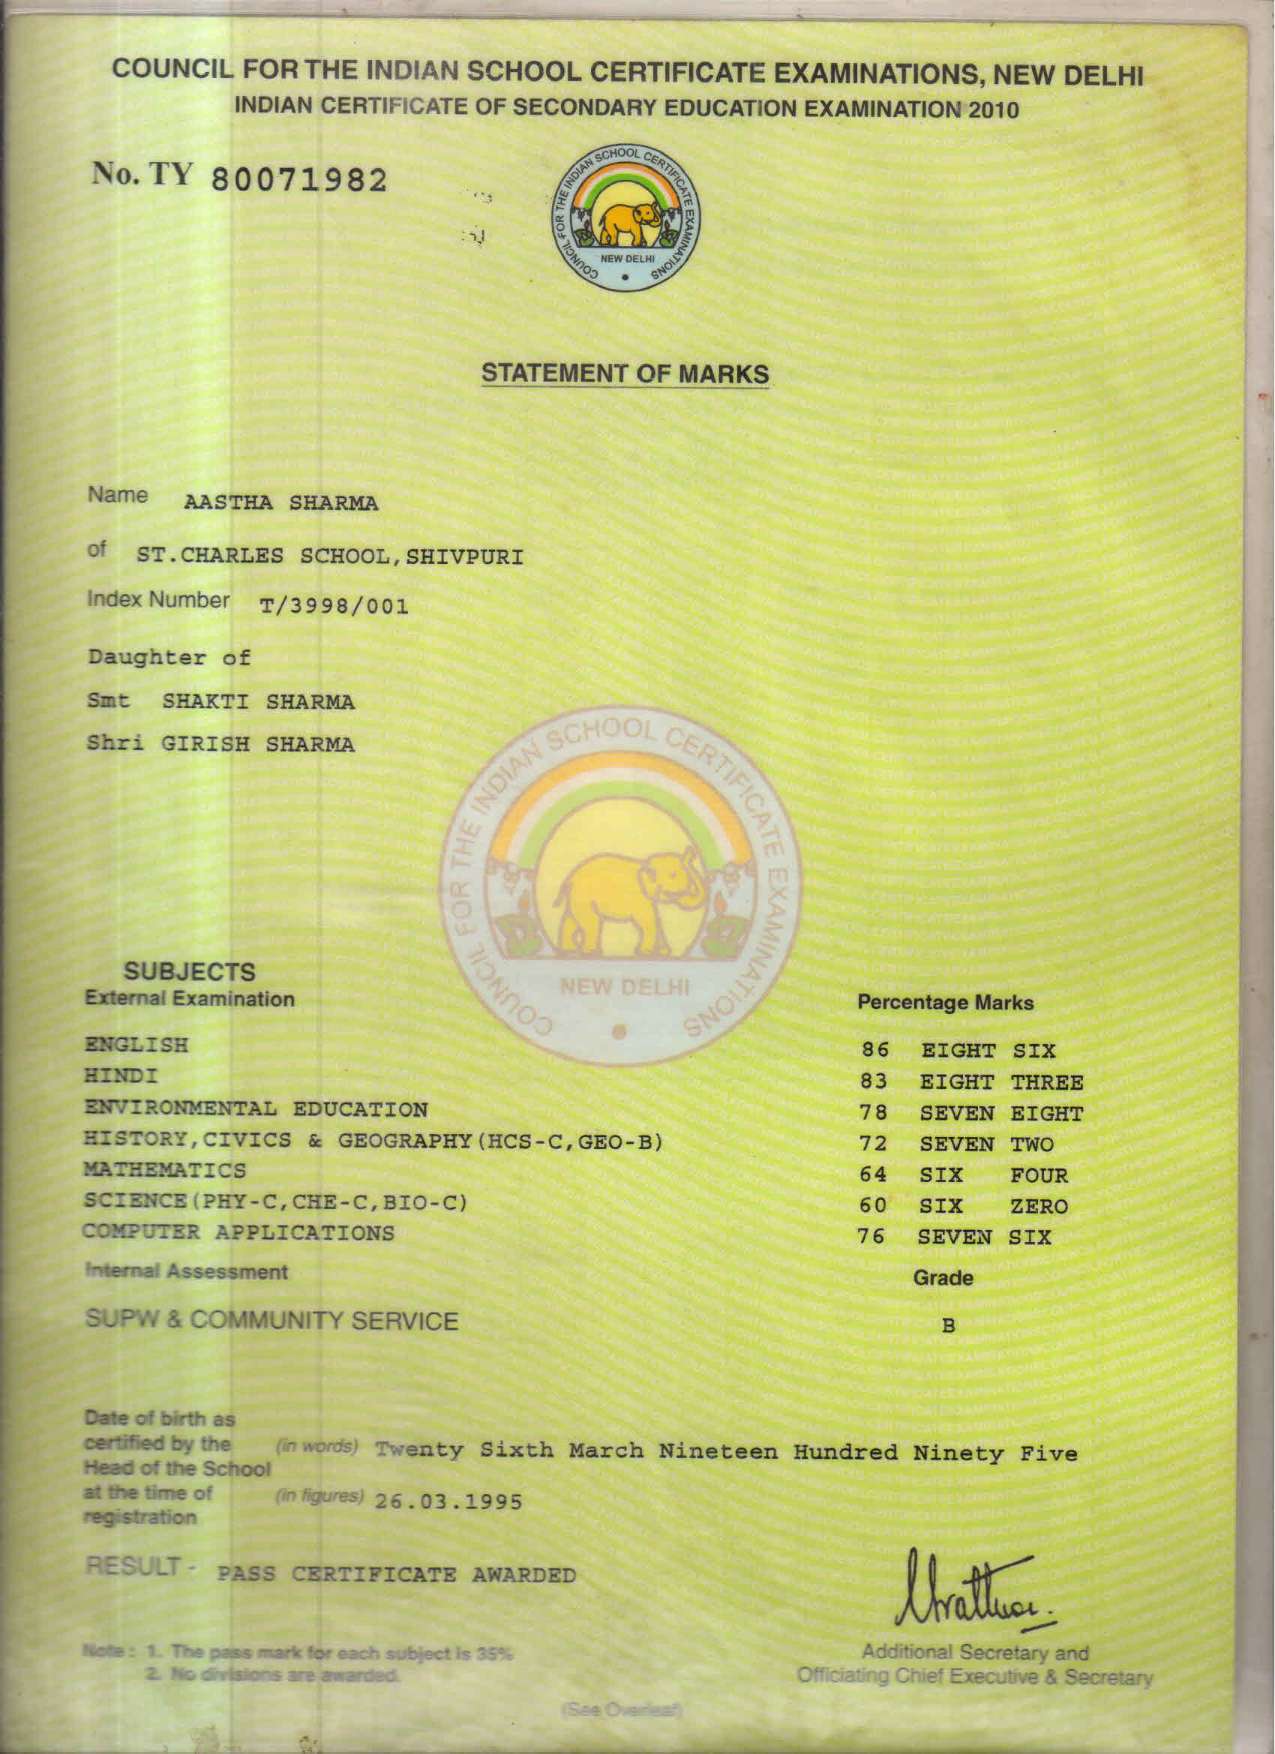 COUNCIL FOR THE INDIAN SCHOOL CERTIFICATE EXAMINATIONS, NEW DELHI
INDIAN CERTIFICATE OF SECONDARY EDUCATION EXAMINATION 2010
No. TY 80071982
COUNCIL FOR THE INDIAN SCHOOL CERTIFICATE EXAMINATIONS
NEW DELHI
STATEMENT OF MARKS
Name AASTHA SHARMA
of ST.CHARLES SCHOOL,SHIVPURI
Index Number T/3998/001
Daughter of
Smt SHAKTI SHARMA
Shri GIRISH SHARMA
COUNCIL FOR THE INDIAN SCHOOL CERTIFICATE EXAMINATIONS
NEW DELHI
SUBJECTS
External Examination Percentage Marks
ENGLISH 86 EIGHT SIX
HINDI 83 EIGHT THREE
ENVIRONMENTAL EDUCATION 78 SEVEN EIGHT
HISTORY,CIVICS & GEOGRAPHY(HCS-C,GEO-B) 72 SEVEN TWO
MATHEMATICS 64 SIX FOUR
SCIENCE(PHY-C,CHE-C,BIO-C) 60 SIX ZERO
COMPUTER APPLICATIONS 76 SEVEN SIX
Internal Assessment Grade
SUPW & COMMUNITY SERVICE B
Date of birth as
certified by the (in words) Twenty Sixth March Nineteen Hundred Ninety Five
Head of the School
at the time of (in figures) 26.03.1995
registration
RESULT - PASS CERTIFICATE AWARDED
Note : 1. The pass mark for each subject is 35%
2. No divisions are awarded.
Additional Secretary and
Officiating Chief Executive & Secretary
(See Overleaf)